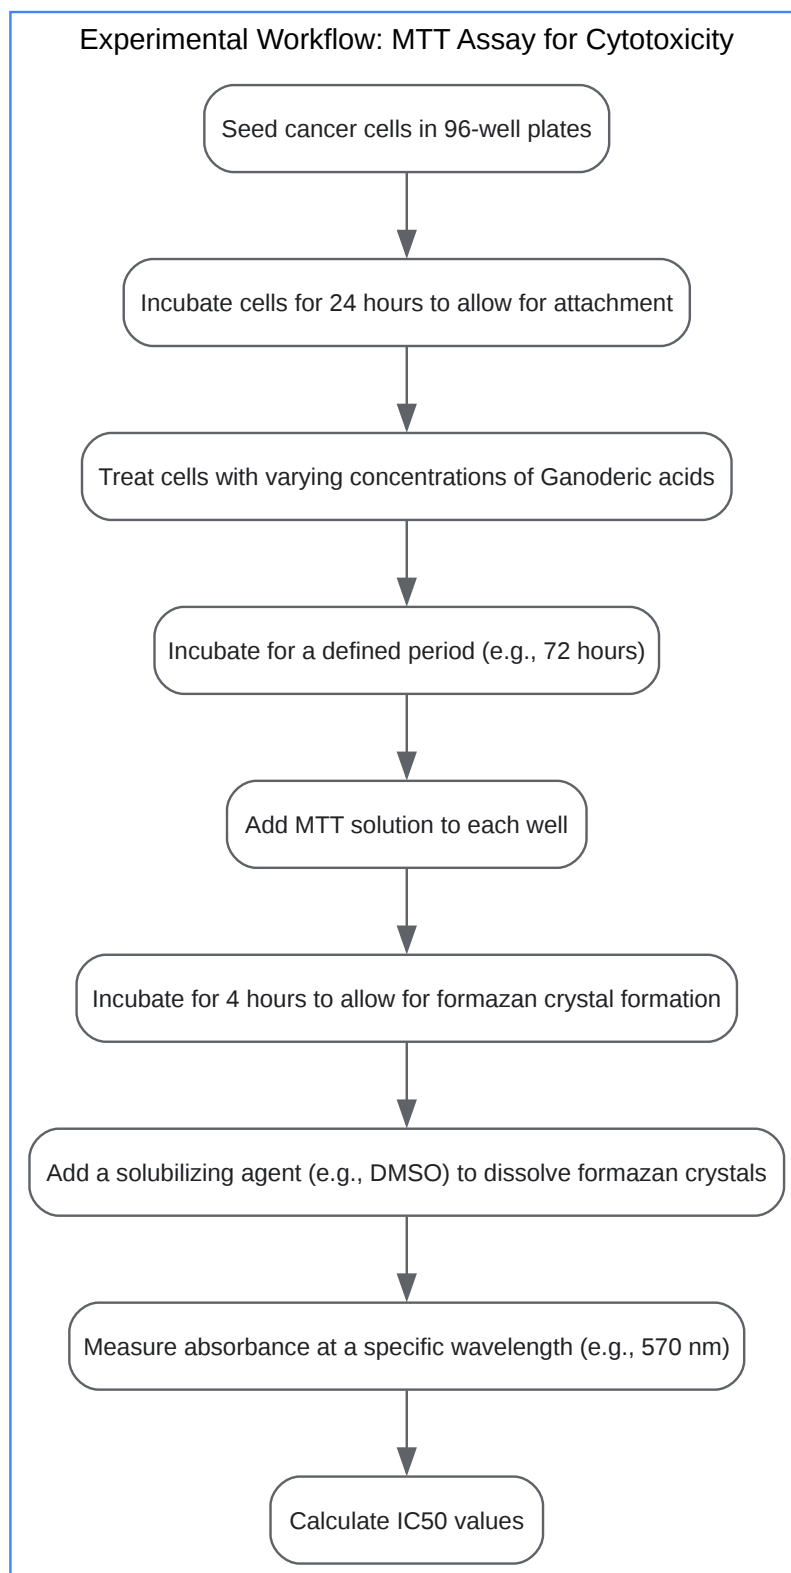 Experimental Workflow: MTT Assay for Cytotoxicity
Seed cancer cells in 96-well plates
Incubate cells for 24 hours to allow for attachment
Treat cells with varying concentrations of Ganoderic acids
Incubate for a defined period (e.g., 72 hours)
Add MTT solution to each well
Incubate for 4 hours to allow for formazan crystal formation
Add a solubilizing agent (e.g., DMSO) to dissolve formazan crystals
Measure absorbance at a specific wavelength (e.g., 570 nm)
Calculate IC50 values